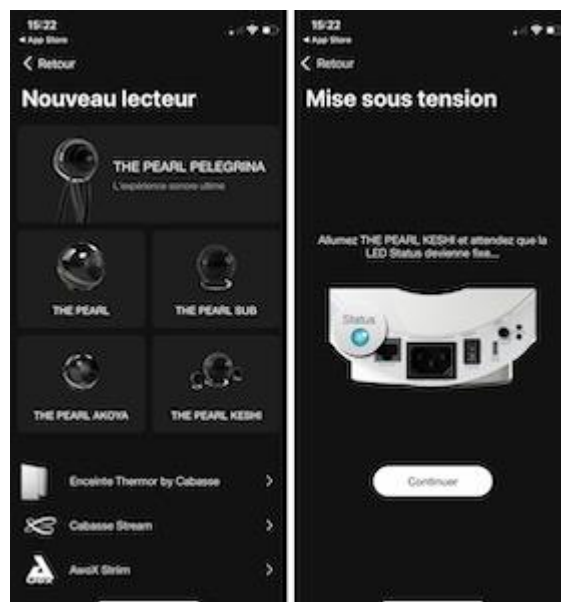 15:22
◀ App Store
Retour
Nouveau lecteur
THE PEARL PELEGRINA
L'expérience sonore ultime
THE PEARL
THE PEARL SUB
THE PEARL AKOYA
THE PEARL KESHI
Enceinte Thermor by Cabasse
Cabasse Stream
AwoX Striim
15:22
◀ App Store
Retour
Mise sous tension
Allumez THE PEARL KESHI et attendez que la
LED Status devienne fixe...
Status
Continuer